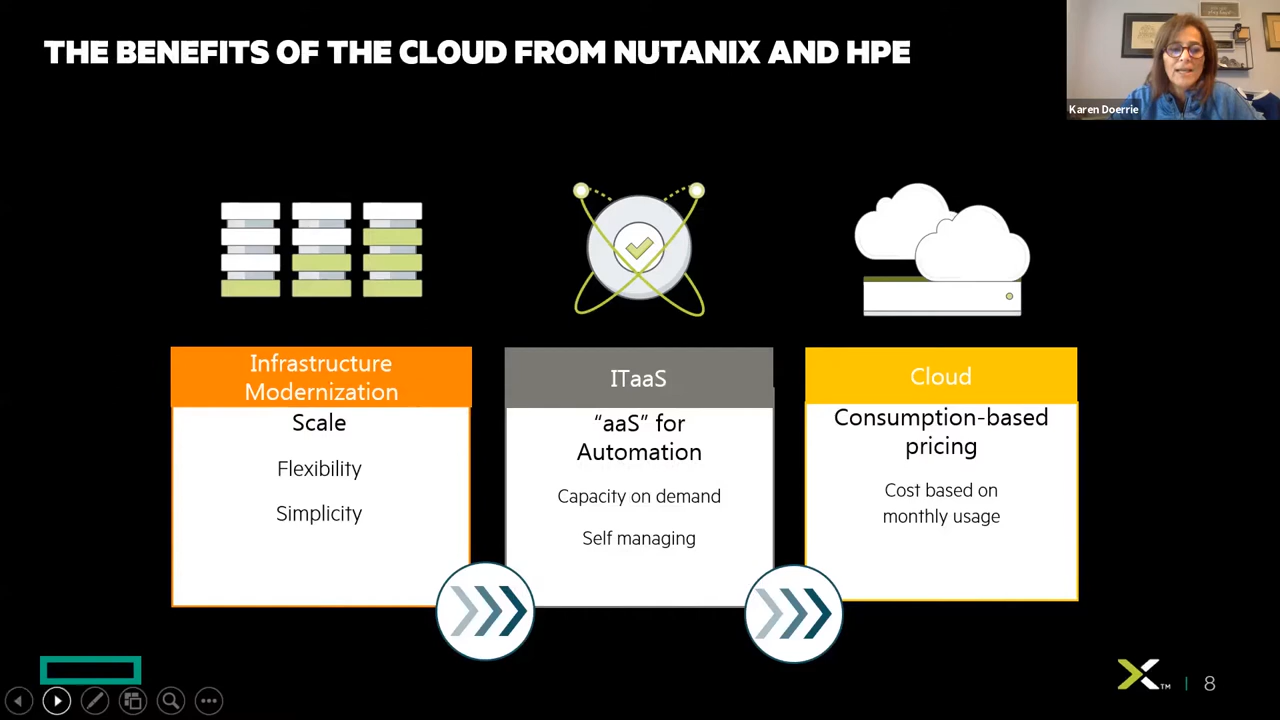 THE BENEFITS OF THE CLOUD FROM NUTANIX AND HPE
Karen Doerrie
Infrastructure
Modernization
Scale
Flexibility
Simplicity
ITaaS
“aaS” for
Automation
Capacity on demand
Self managing
Cloud
Consumption-based
pricing
Cost based on
monthly usage
TM
8